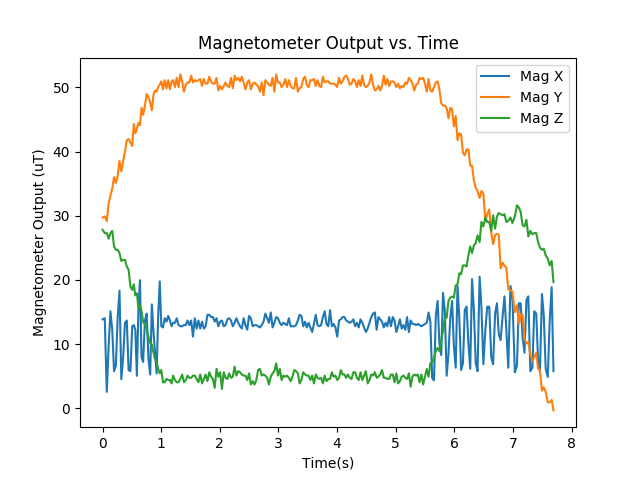 Magnetometer Output vs. Time
Mag X
Mag Y
Mag Z
Magnetometer Output (uT)
50
40
30
20
10
0
0 1 2 3 4 5 6 7 8
Time(s)